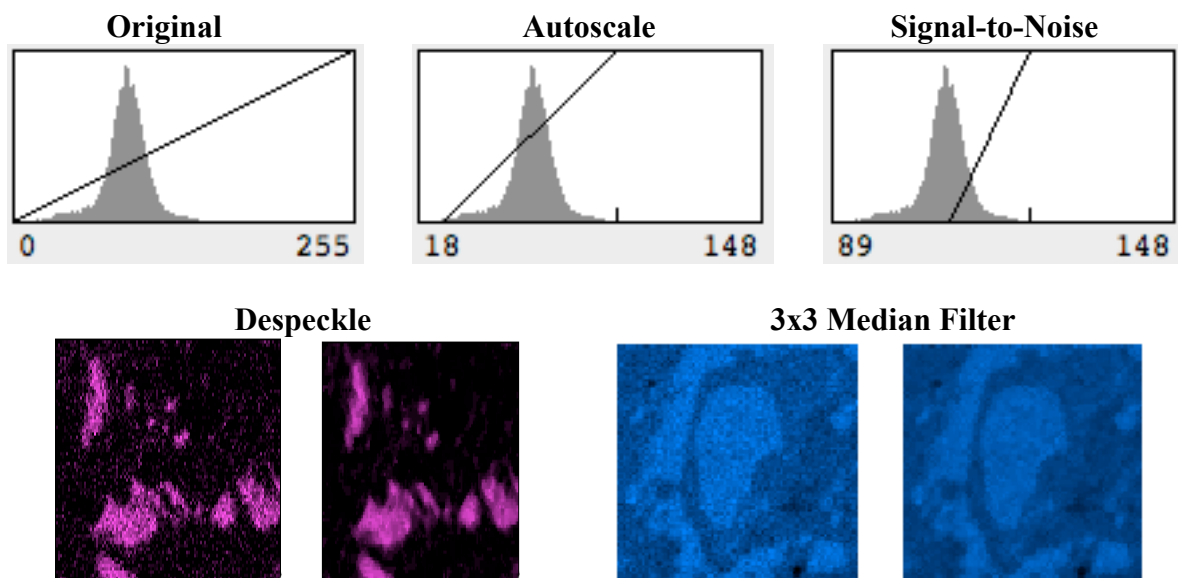 Original Autoscale Signal-to-Noise
0 255 18 148 89 148
Despeckle 3x3 Median Filter